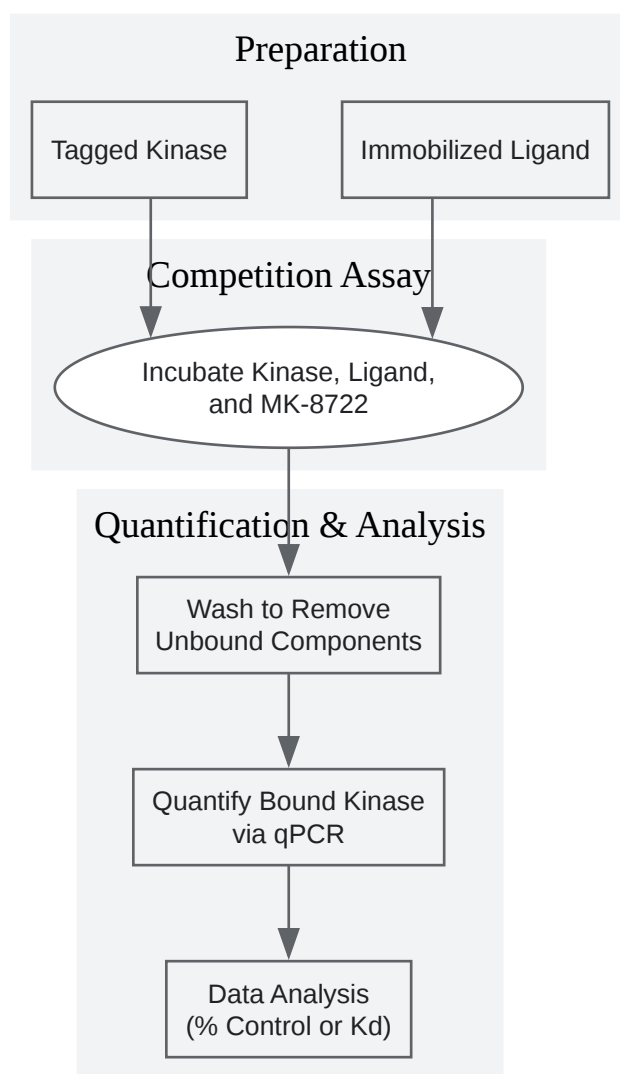 Preparation
Tagged Kinase
Immobilized Ligand
Competition Assay
Incubate Kinase, Ligand,
and MK-8722
Quantification & Analysis
Wash to Remove
Unbound Components
Quantify Bound Kinase
via qPCR
Data Analysis
(% Control or Kd)